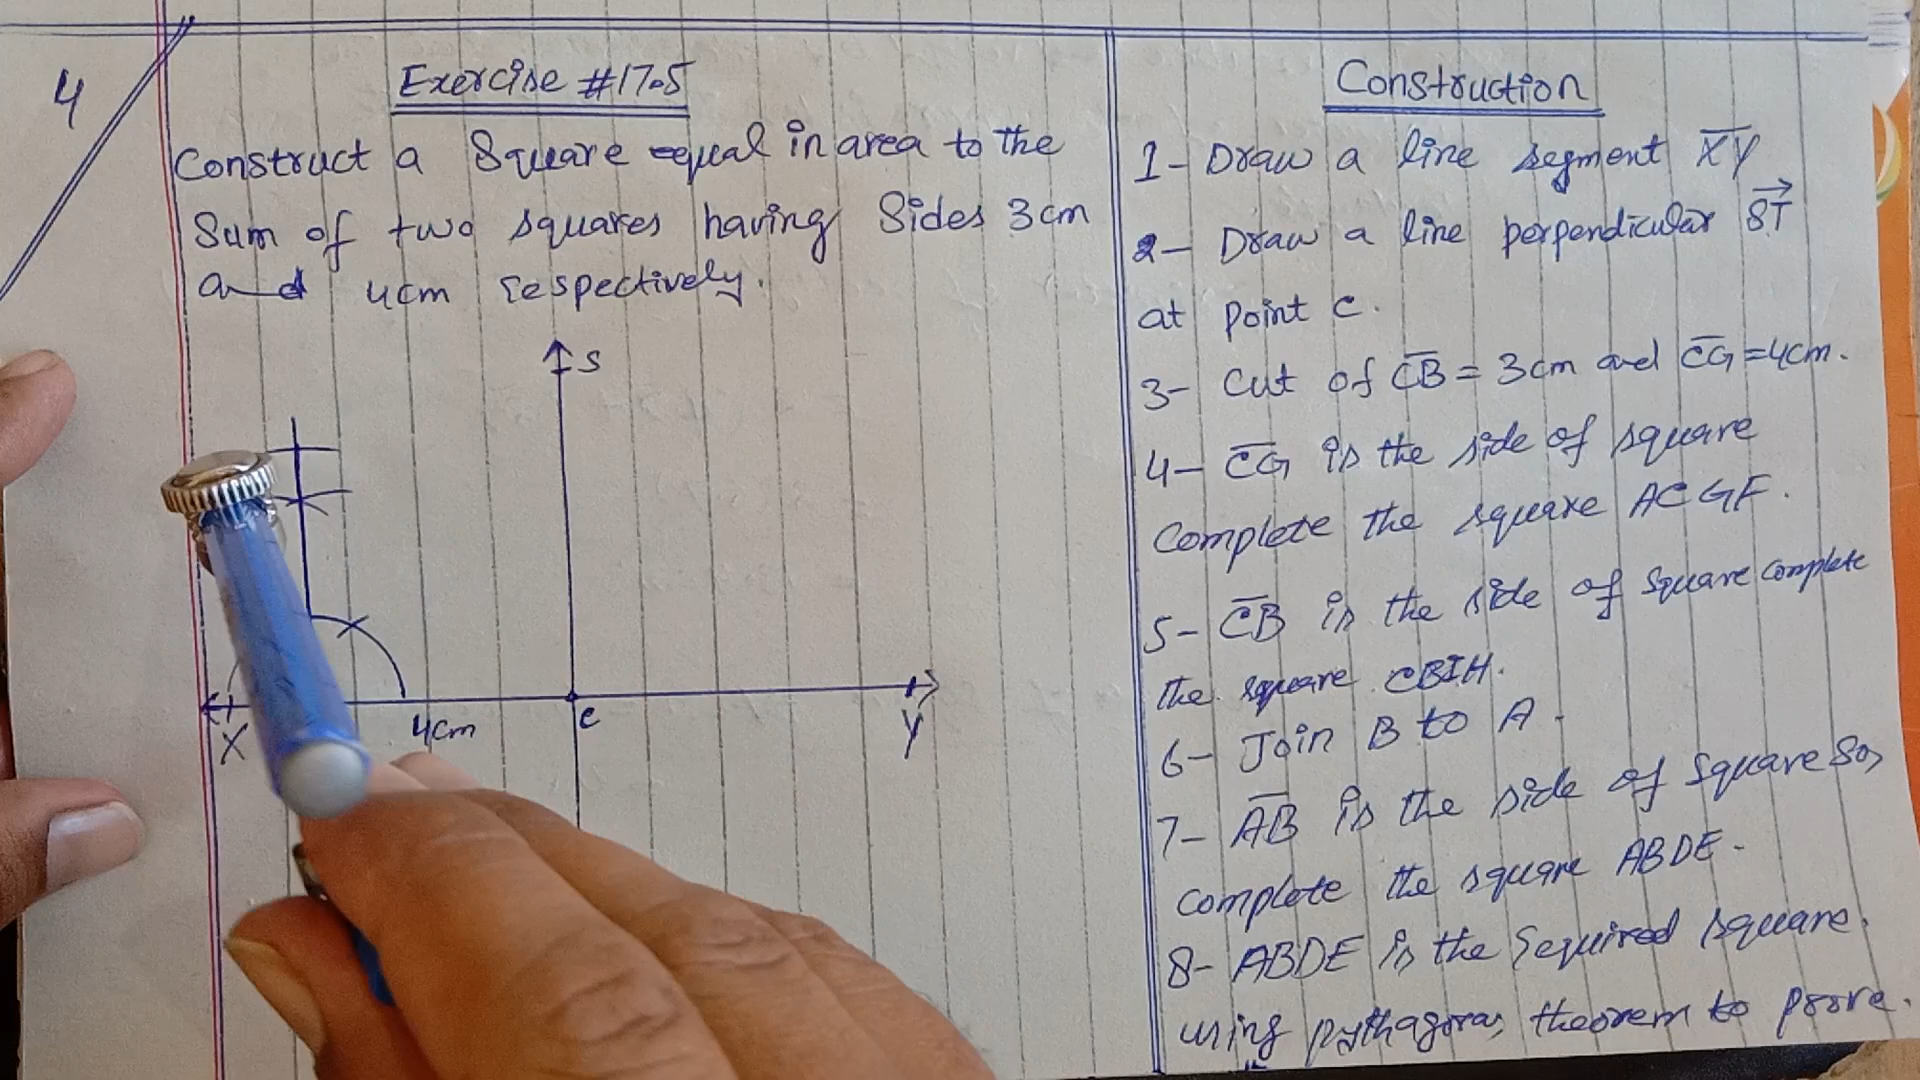 4
Exercise #17.5
Construct a Square equal in area to the
Sum of two squares having Sides 3cm
and 4cm respectively.
S
X
4cm
C
Y
Construction
1- Draw a line segment XY
2- Draw a line perpendicular ST
at point C.
3- Cut of CB = 3cm and CG = 4cm.
4- CG is the side of square
Complete the square ACGF.
5- CB is the side of square complete
the square CBIH.
6- Join B to A.
7- AB is the side of square So,
complete the square ABDE.
8- ABDE is the required square.
using pythagoras theorem to prove.